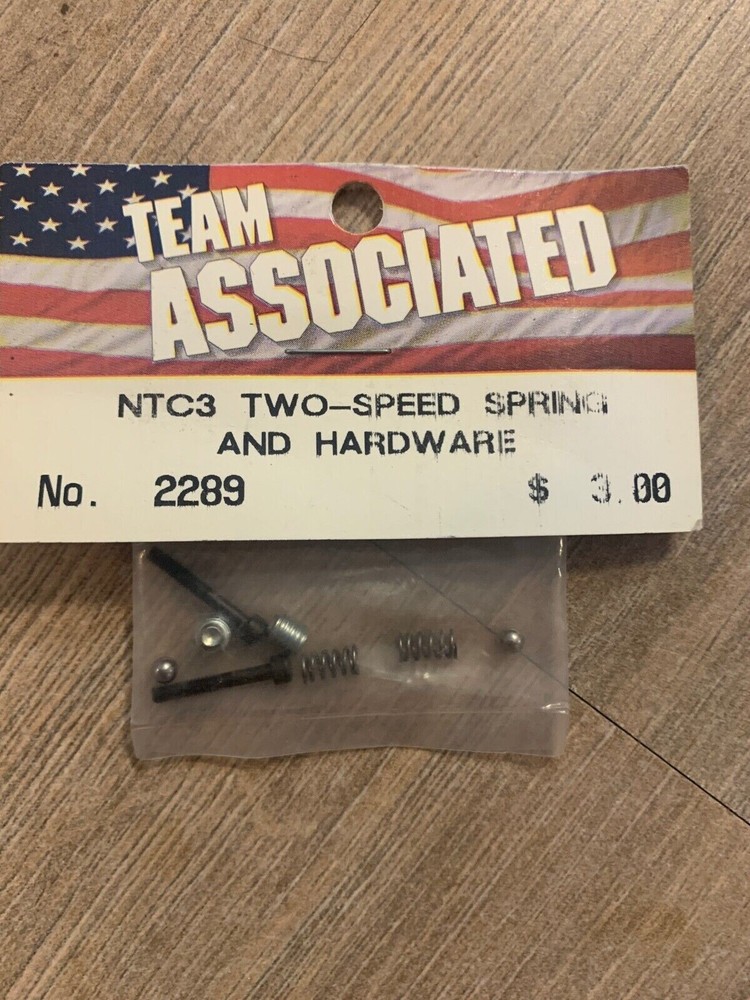 TEAM
ASSOCIATED
NTC3 TWO-SPEED SPRING
AND HARDWARE
No. 2289 $ 3.00